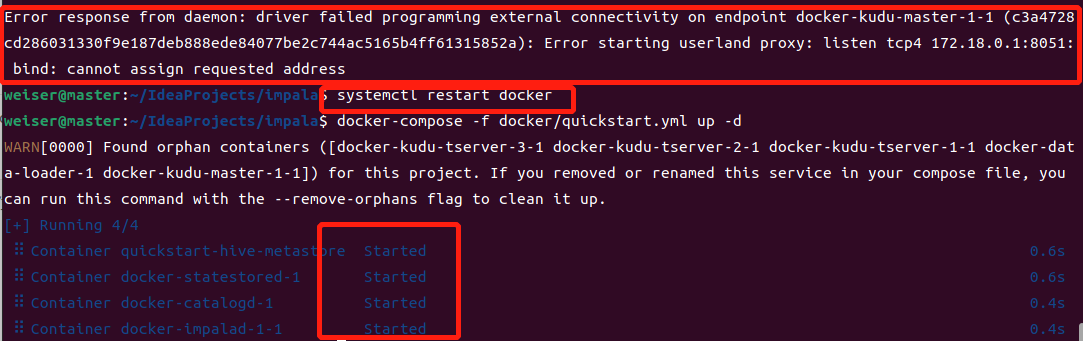 Error response from daemon: driver failed programming external connectivity on endpoint docker-kudu-master-1-1 (c3a4728
cd286031330f9e187deb888ede84077be2c744ac5165b4ff61315852a): Error starting userland proxy: listen tcp4 172.18.0.1:8051:
bind: cannot assign requested address
weiser@master:~/IdeaProjects/impala$ systemctl restart docker
weiser@master:~/IdeaProjects/impala$ docker-compose -f docker/quickstart.yml up -d
WARN[0000] Found orphan containers ([docker-kudu-tserver-3-1 docker-kudu-tserver-2-1 docker-kudu-tserver-1-1 docker-dat
a-loader-1 docker-kudu-master-1-1]) for this project. If you removed or renamed this service in your compose file, you
can run this command with the --remove-orphans flag to clean it up.
[+] Running 4/4
⠿ Container quickstart-hive-metastore Started 0.6s
⠿ Container docker-statestored-1 Started 0.6s
⠿ Container docker-catalogd-1 Started 0.4s
⠿ Container docker-impalad-1-1 Started 0.4s